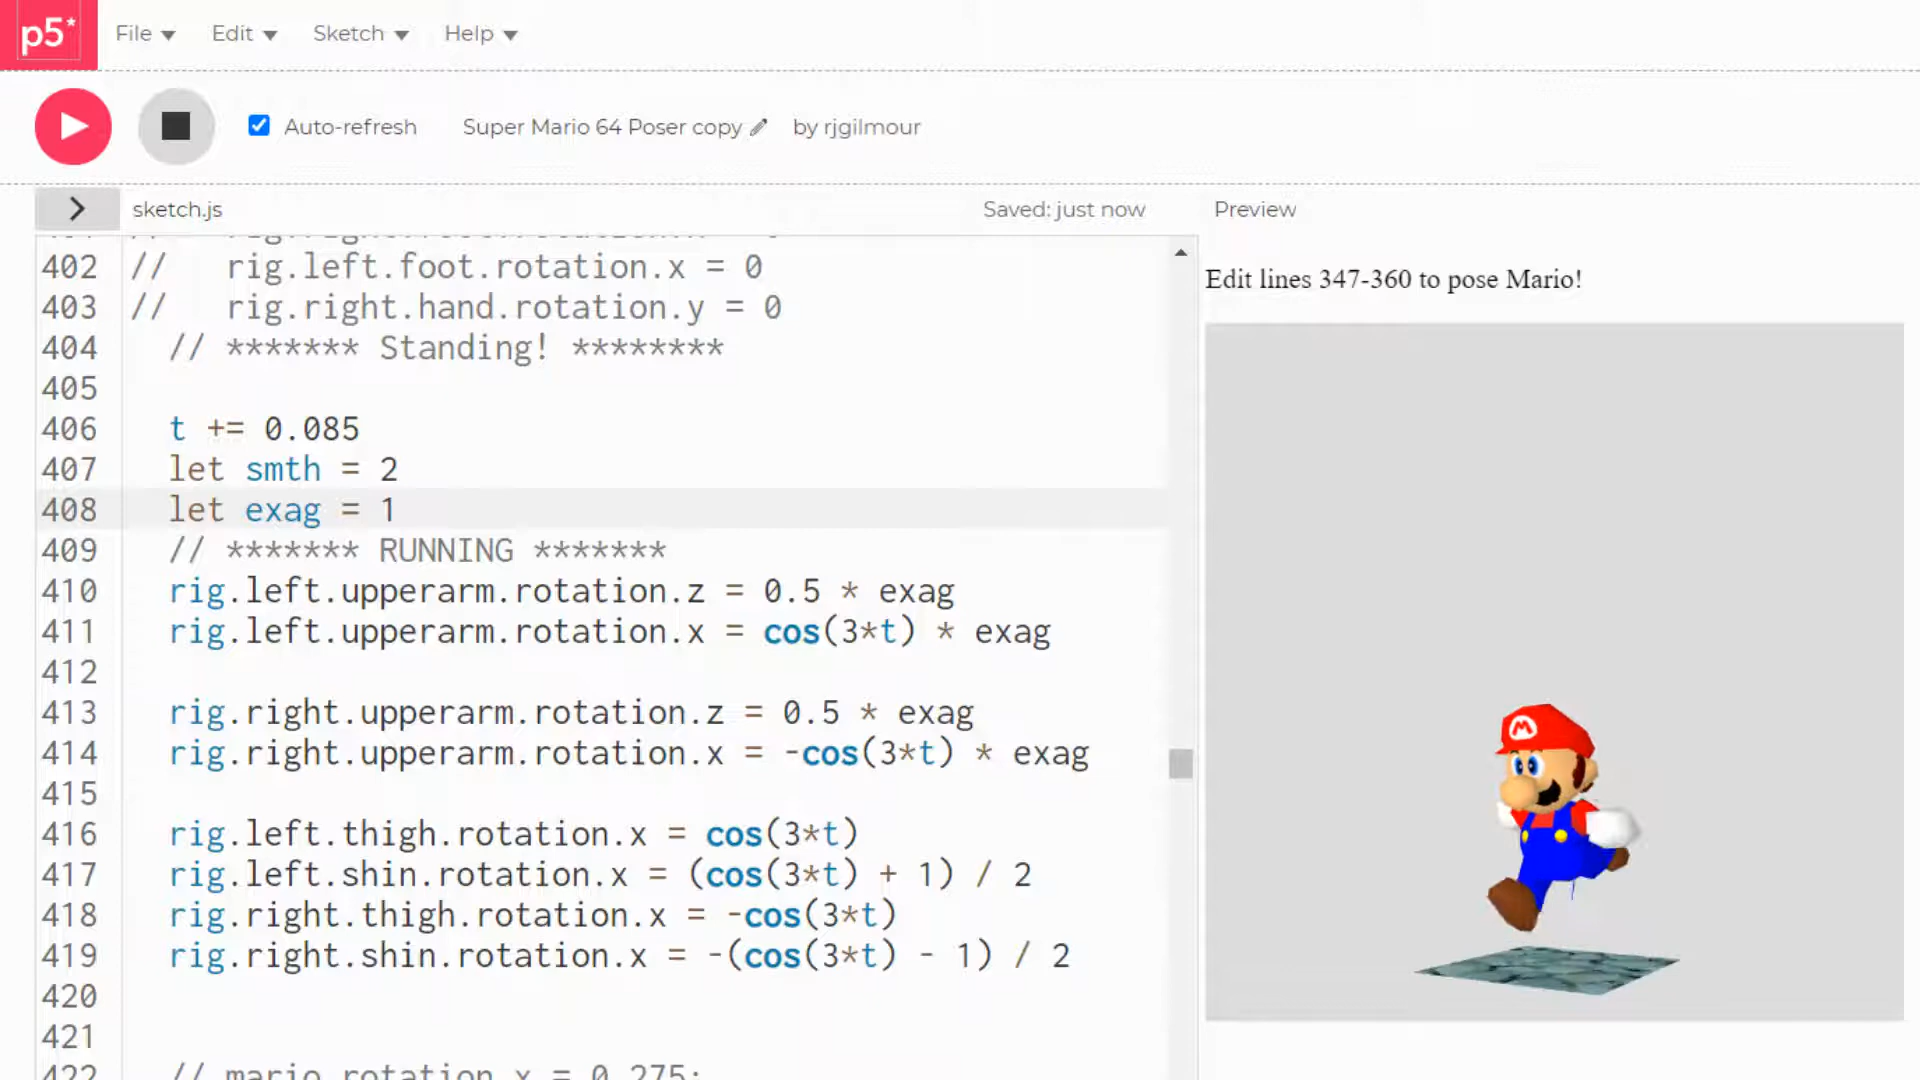 p5*
File Edit Sketch Help
Auto-refresh Super Mario 64 Poser copy by rjgilmour
sketch.js Saved: just now Preview
402 // rig.left.foot.rotation.x = 0
403 // rig.right.hand.rotation.y = 0
404 // ******* Standing! ********
405
406 t += 0.085
407 let smth = 2
408 let exag = 1
409 // ******* RUNNING *******
410 rig.left.upperarm.rotation.z = 0.5 * exag
411 rig.left.upperarm.rotation.x = cos(3*t) * exag
412
413 rig.right.upperarm.rotation.z = 0.5 * exag
414 rig.right.upperarm.rotation.x = -cos(3*t) * exag
415
416 rig.left.thigh.rotation.x = cos(3*t)
417 rig.left.shin.rotation.x = (cos(3*t) + 1) / 2
418 rig.right.thigh.rotation.x = -cos(3*t)
419 rig.right.shin.rotation.x = -(cos(3*t) - 1) / 2
420
421
422 // mario.rotation.x = 0.275;
Edit lines 347-360 to pose Mario!
M